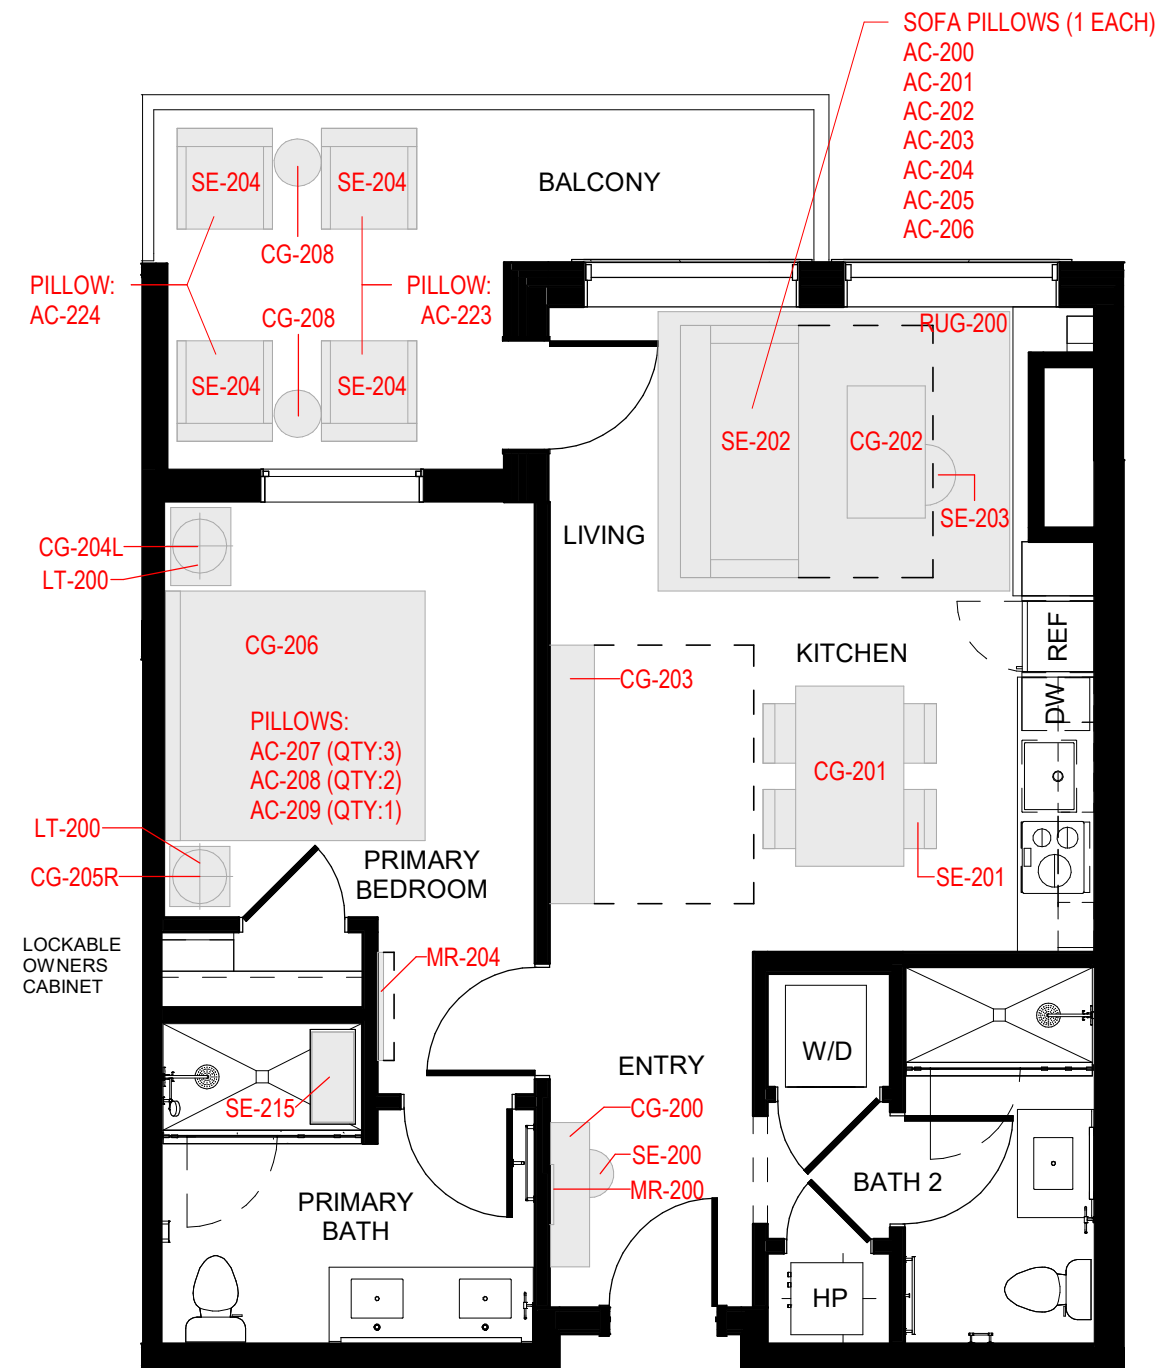 SOFA PILLOWS (1 EACH)
AC-200
AC-201
AC-202
AC-203
AC-204
AC-205
AC-206
SE-204
SE-204
BALCONY
CG-208
PILLOW:
AC-224
PILLOW:
AC-223
CG-208
RUG-200
SE-204
SE-204
SE-202
CG-202
SE-203
LIVING
CG-204L
LT-200
CG-206
KITCHEN
REF
CG-203
DW
PILLOWS:
AC-207 (QTY:3)
AC-208 (QTY:2)
AC-209 (QTY:1)
CG-201
LT-200
CG-205R
PRIMARY
BEDROOM
SE-201
LOCKABLE
OWNERS
CABINET
MR-204
W/D
ENTRY
SE-215
CG-200
SE-200
MR-200
BATH 2
PRIMARY
BATH
HP